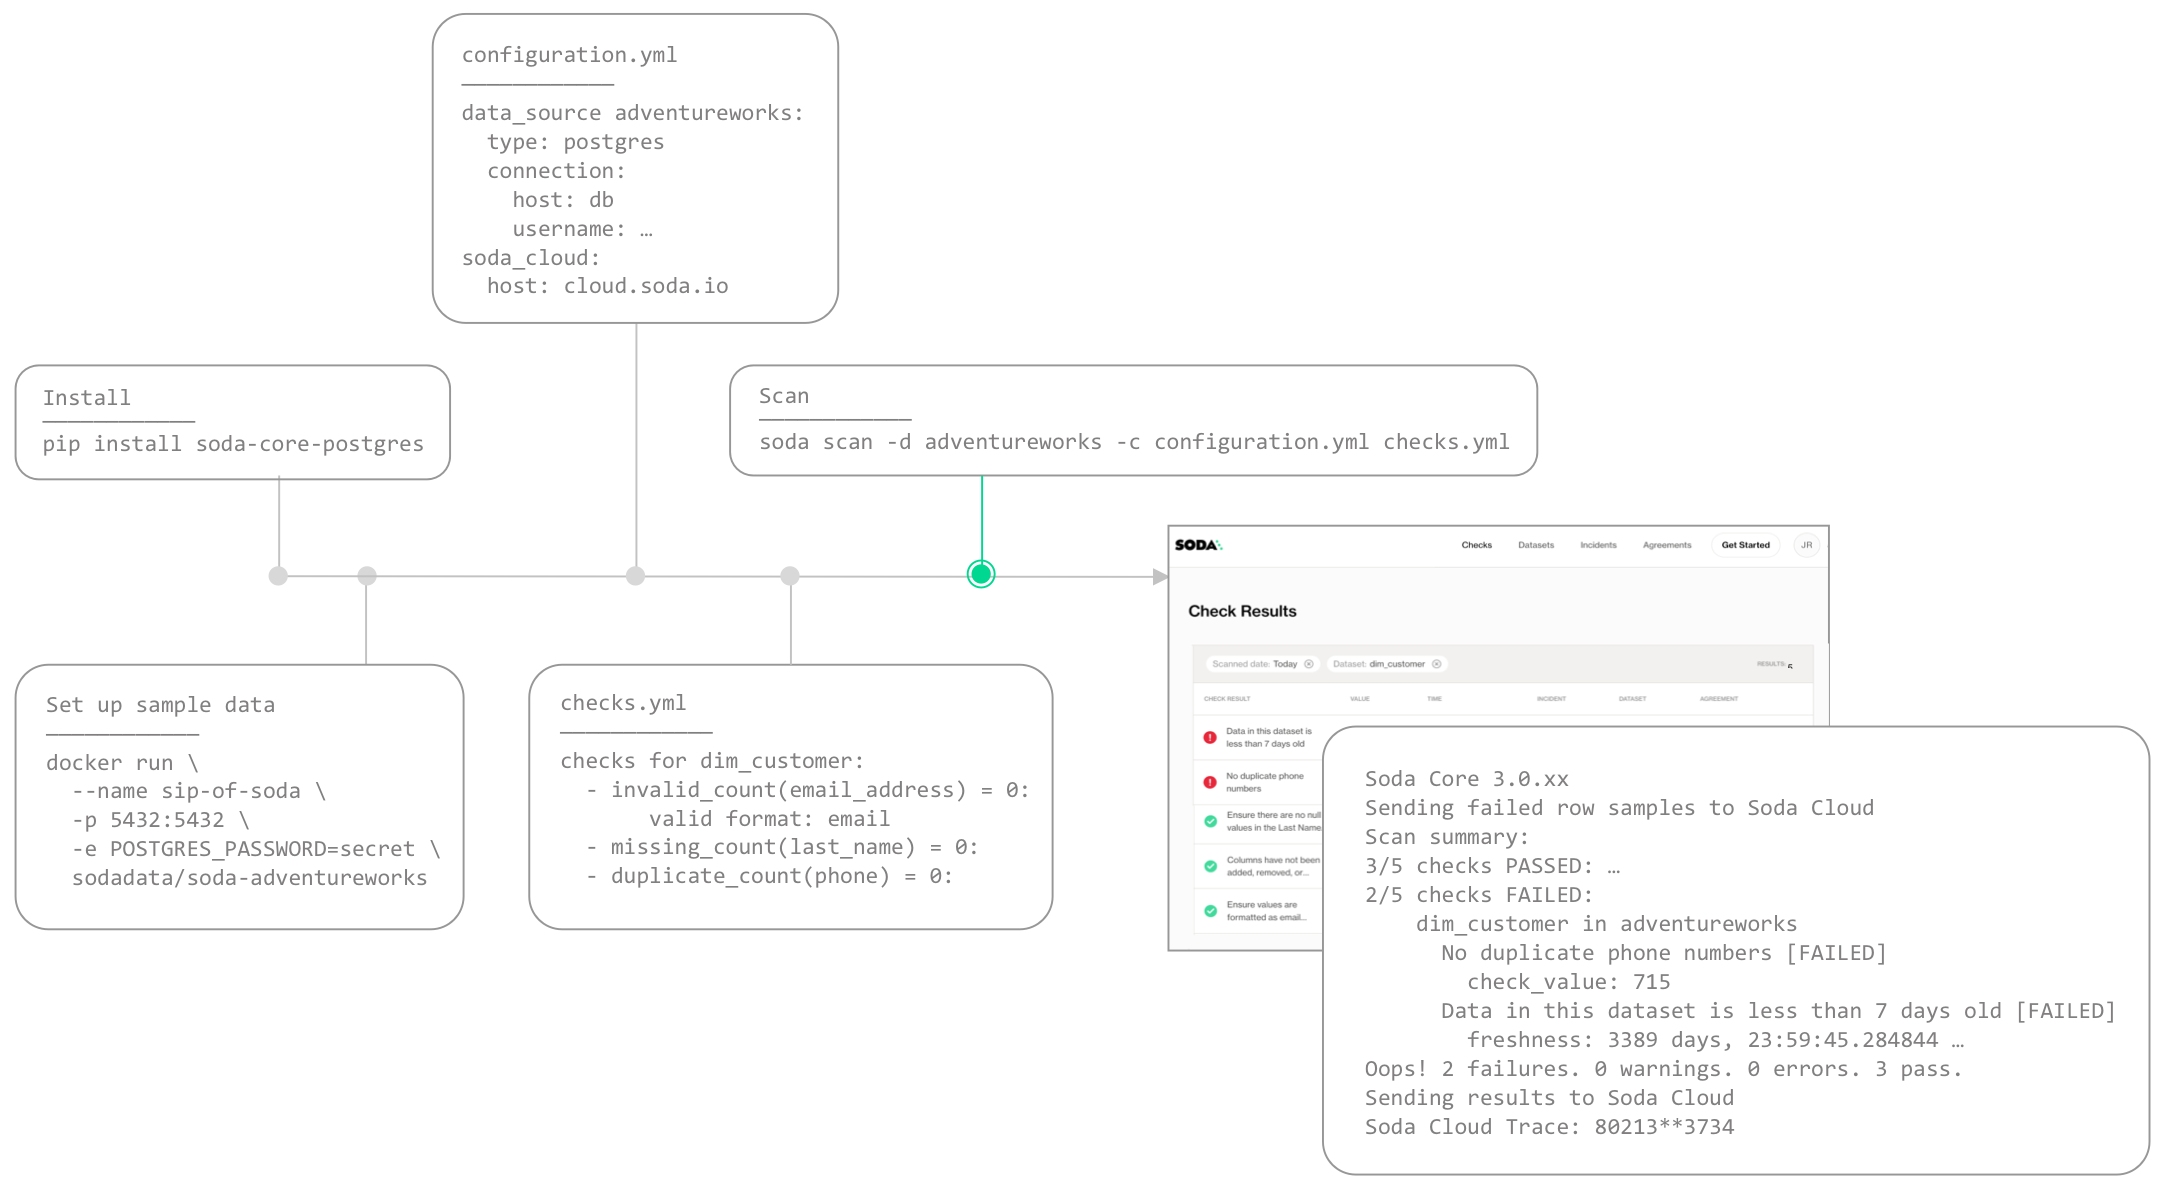 configuration.yml
data_source adventureworks:
type: postgres
connection:
host: db
username: …
soda_cloud:
host: cloud.soda.io
Install
pip install soda-core-postgres
Scan
soda scan -d adventureworks -c configuration.yml checks.yml
Set up sample data
docker run \
--name sip-of-soda \
-p 5432:5432 \
-e POSTGRES_PASSWORD=secret \
sodadata/soda-adventureworks
checks.yml
checks for dim_customer:
- invalid_count(email_address) = 0:
valid format: email
- missing_count(last_name) = 0:
- duplicate_count(phone) = 0:
SODA
Checks Datasets Incidents Agreements Get Started JR
Check Results
Scanned date: Today Dataset: dim_customer RESULTS: 5
CHECK RESULT VALUE TIME INCIDENT DATASET AGREEMENT
Data in this dataset is
less than 7 days old
No duplicate phone
numbers
Ensure there are no null
values in the Last Name
Columns have not been
added, removed, or...
Ensure values are
formatted as email...
Soda Core 3.0.xx
Sending failed row samples to Soda Cloud
Scan summary:
3/5 checks PASSED: …
2/5 checks FAILED:
dim_customer in adventureworks
No duplicate phone numbers [FAILED]
check_value: 715
Data in this dataset is less than 7 days old [FAILED]
freshness: 3389 days, 23:59:45.284844 …
Oops! 2 failures. 0 warnings. 0 errors. 3 pass.
Sending results to Soda Cloud
Soda Cloud Trace: 80213**3734